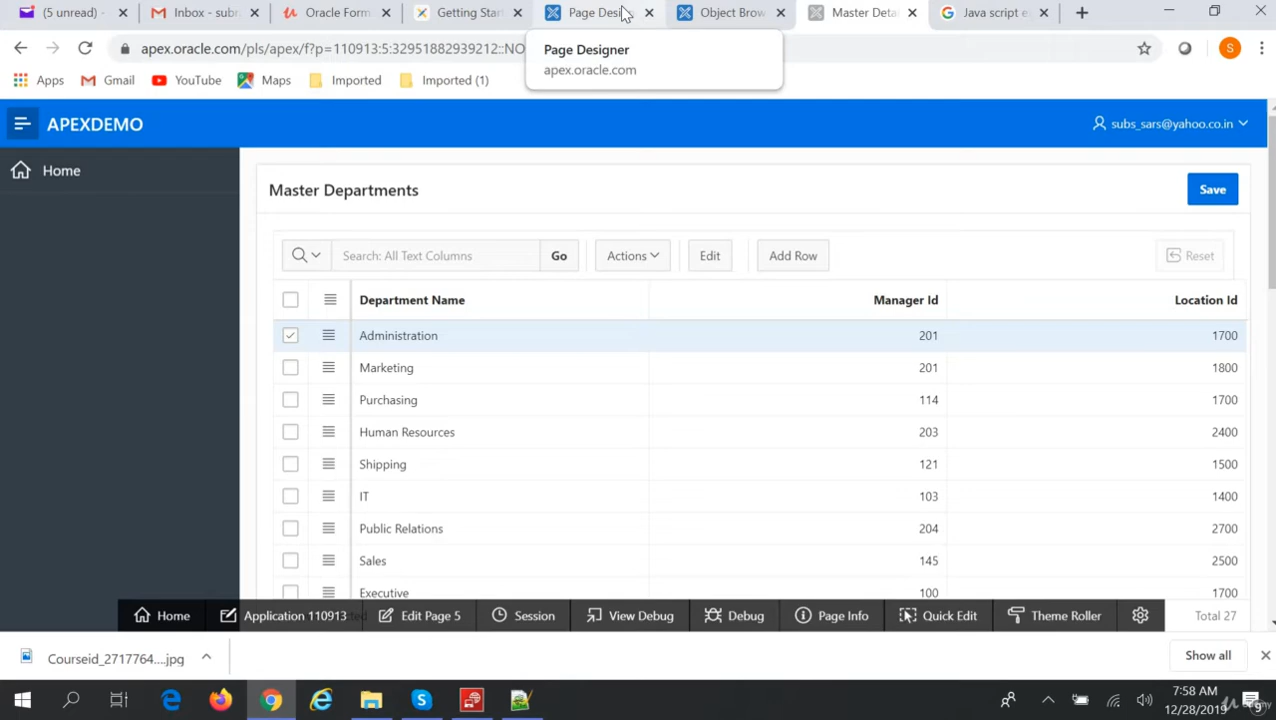 (5 unread) -
Inbox - subr
Oracle Form
Getting Star
Page Desi
Object Brow
Master Deta
Java script e
apex.oracle.com/pls/apex/f?p=110913:5:32951882939212::NO
S
Page Designer
apex.oracle.com
Apps
Gmail
YouTube
Maps
Imported
Imported (1)
APEXDEMO
subs_sars@yahoo.co.in
Home
Master Departments
Save
Search: All Text Columns
Go
Actions
Edit
Add Row
Reset
Department Name Manager Id Location Id
Administration 201 1700
Marketing 201 1800
Purchasing 114 1700
Human Resources 203 2400
Shipping 121 1500
IT 103 1400
Public Relations 204 2700
Sales 145 2500
Executive 100 1700
Home
Application 110913
Edit Page 5
Session
View Debug
Debug
Page Info
Quick Edit
Theme Roller
Total 27
Courseid_2717764....jpg
Show all
7:58 AM
12/28/2019